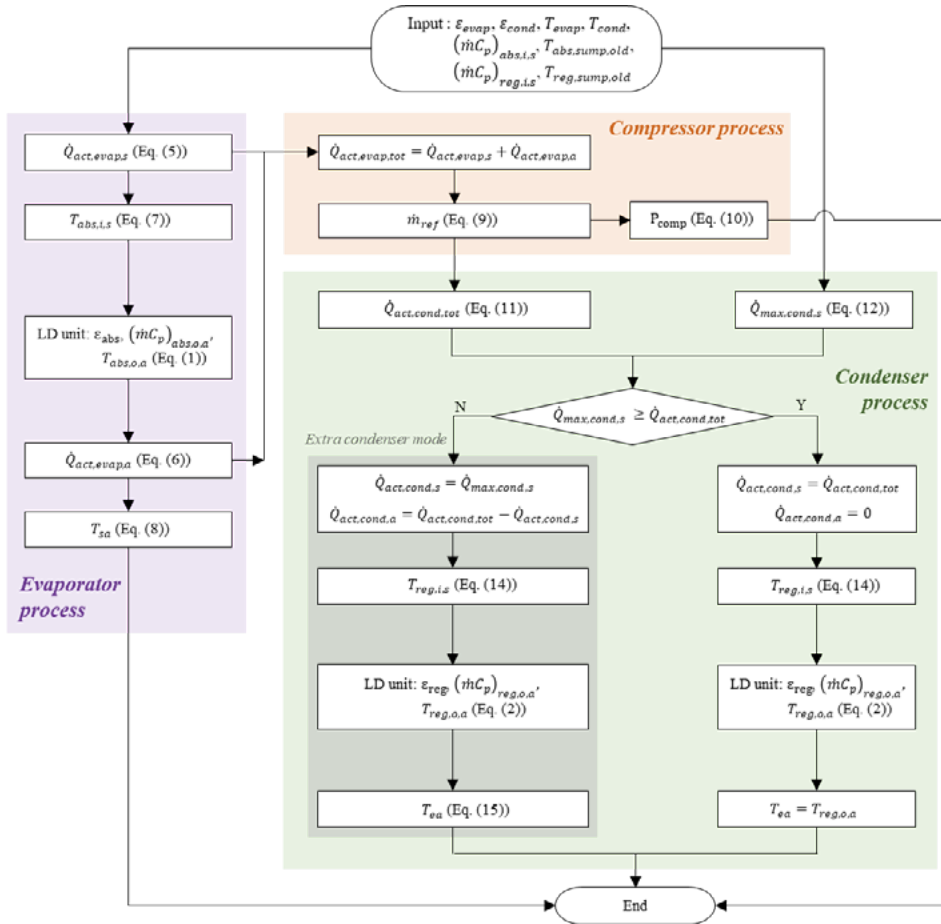 Input : ε_evap, ε_cond, T_evap, T_cond,
(ṁC_p)_abs,i,s, T_abs,sump,old,
(ṁC_p)_reg,i,s, T_reg,sump,old
Q̇_act,evap,s (Eq. (5))
T_abs,i,s (Eq. (7))
LD unit: ε_abs, (ṁC_p)_abs,o,a,
T_abs,o,a (Eq. (1))
Q̇_act,evap,a (Eq. (6))
T_sa (Eq. (8))
Evaporator
process
Compressor process
Q̇_act,evap,tot = Q̇_act,evap,s + Q̇_act,evap,a
ṁ_ref (Eq. (9))
P_comp (Eq. (10))
Q̇_act,cond,tot (Eq. (11))
Q̇_max,cond,s (Eq. (12))
Condenser
process
Q̇_max,cond,s ≥ Q̇_act,cond,tot
N
Y
Extra condenser mode
Q̇_act,cond,s = Q̇_max,cond,s
Q̇_act,cond,a = Q̇_act,cond,tot − Q̇_act,cond,s
T_reg,i,s (Eq. (14))
LD unit: ε_reg, (ṁC_p)_reg,o,a,
T_reg,o,a (Eq. (2))
T_ea (Eq. (15))
Q̇_act,cond,s = Q̇_act,cond,tot
Q̇_act,cond,a = 0
T_reg,i,s (Eq. (14))
LD unit: ε_reg, (ṁC_p)_reg,o,a,
T_reg,o,a (Eq. (2))
T_ea = T_reg,o,a
End